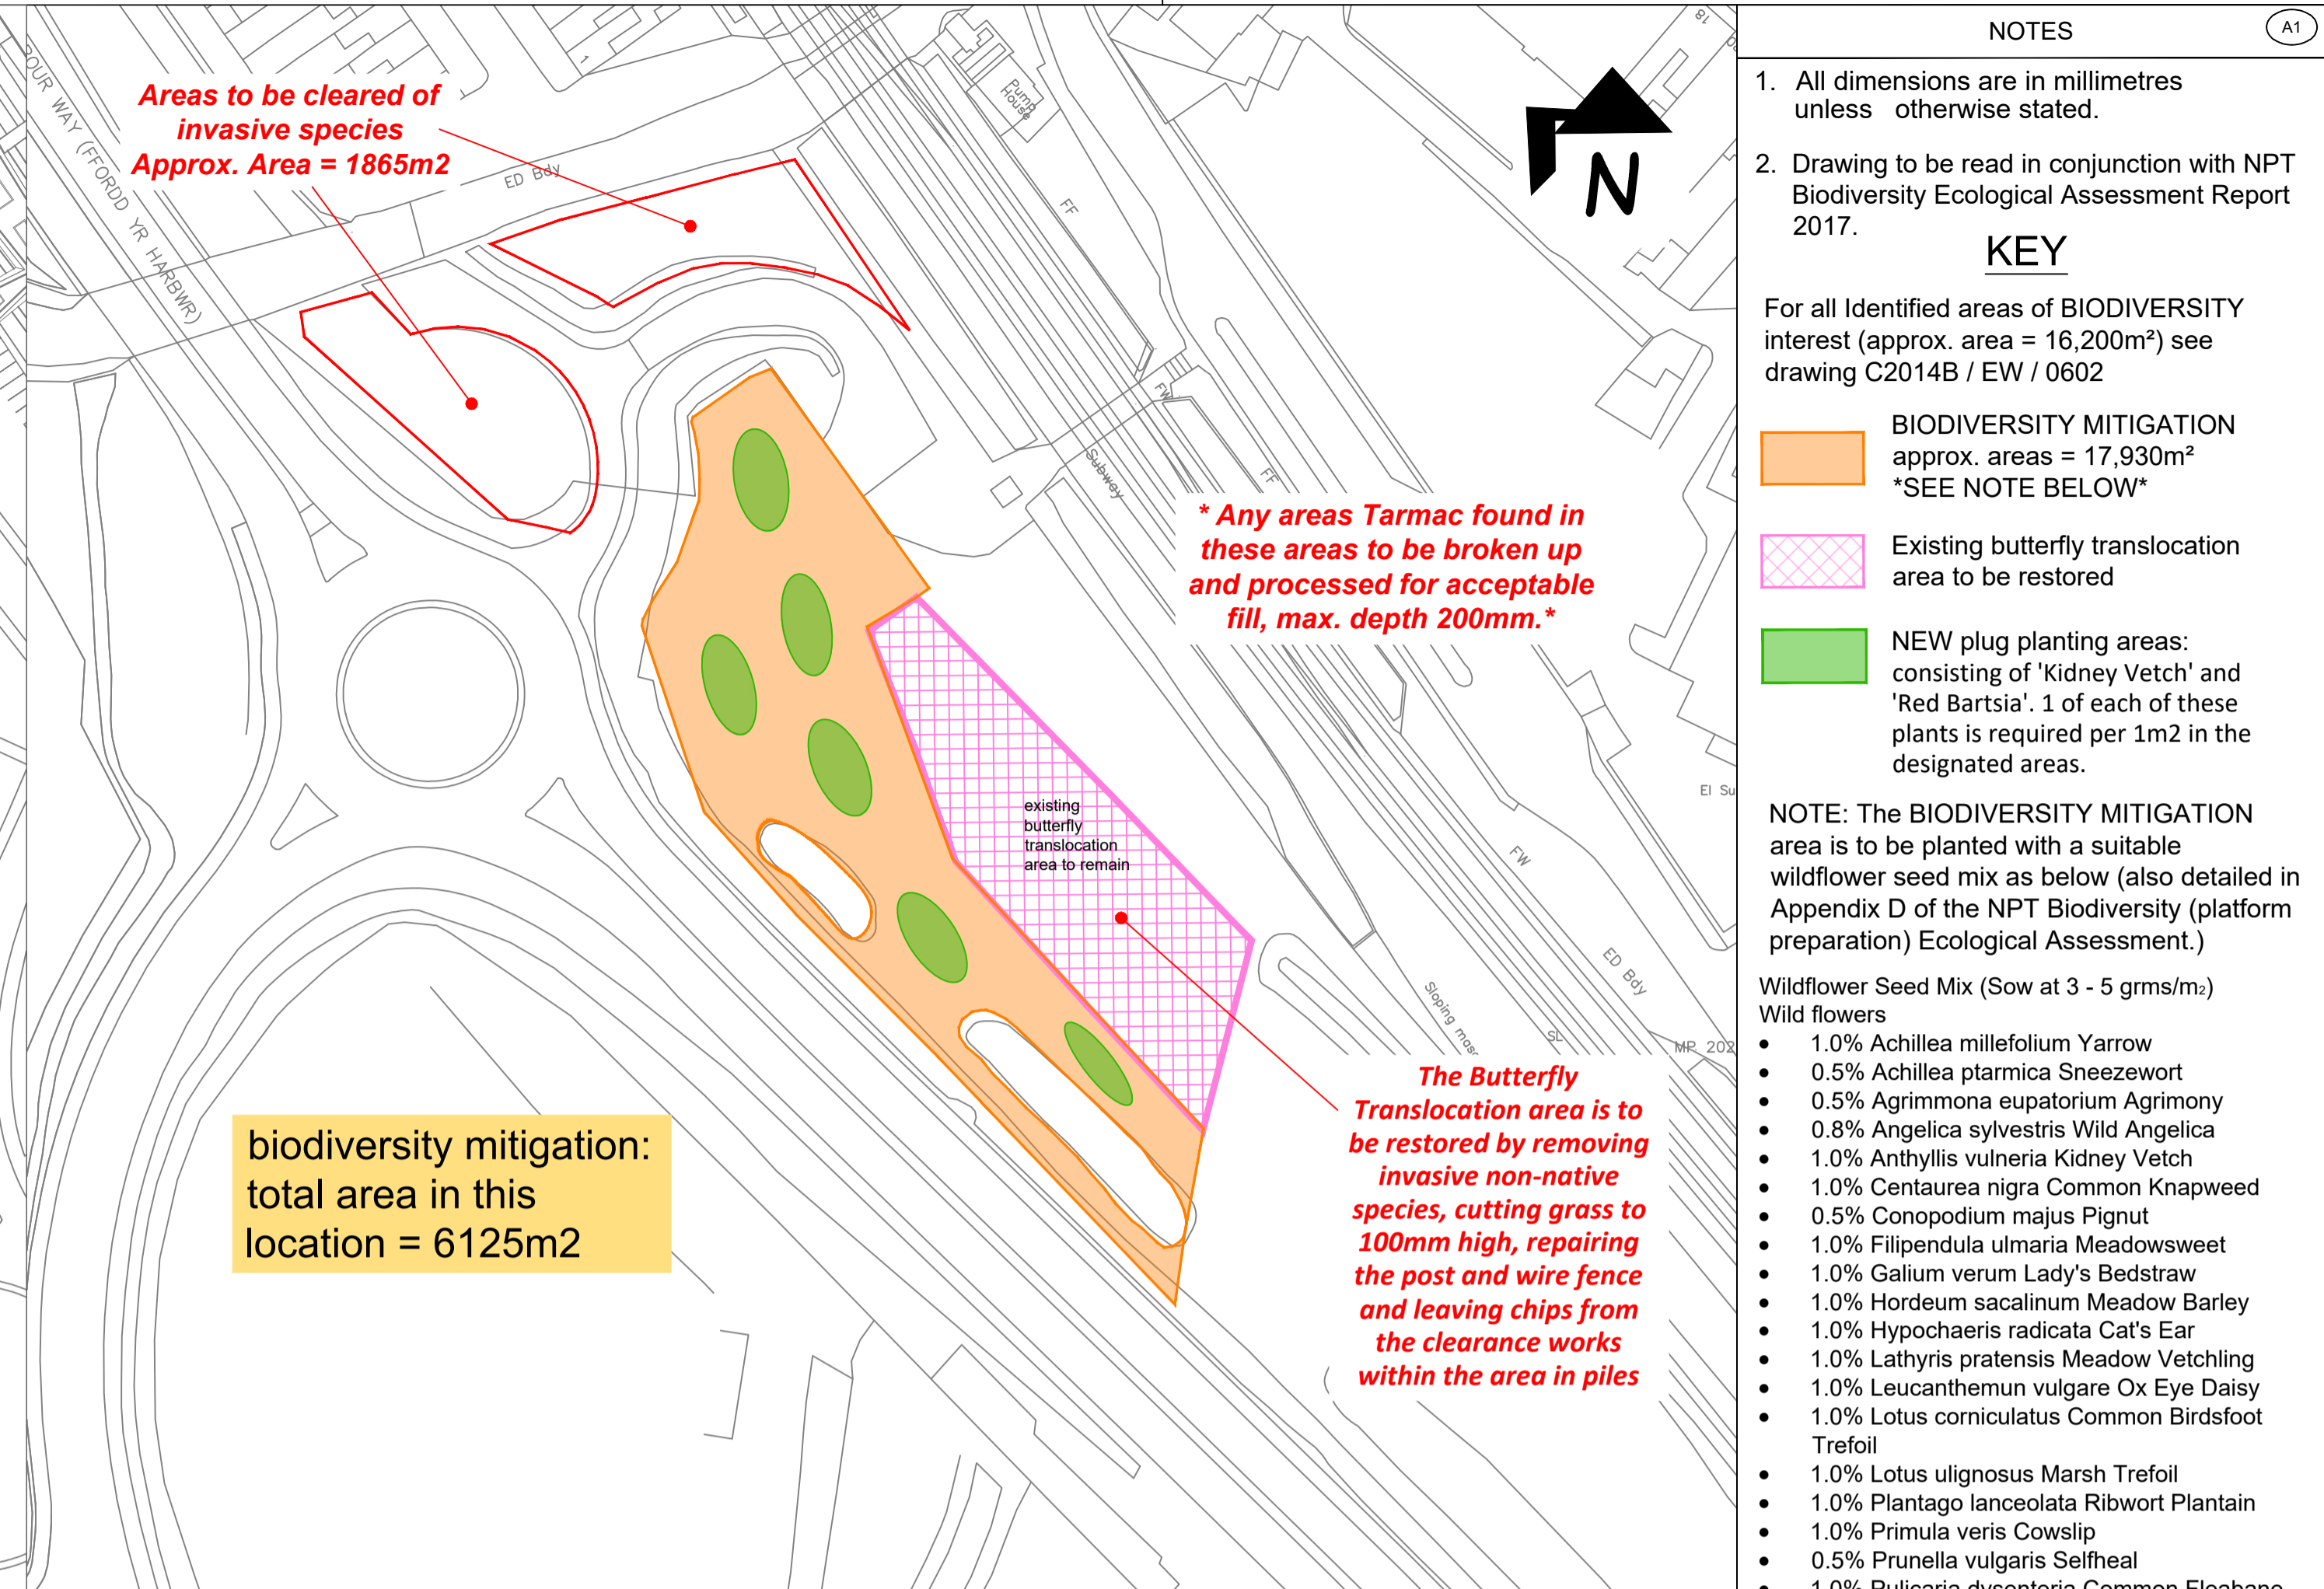 Areas to be cleared of
invasive species
Approx. Area = 1865m2
OUR WAY (FFORDD YR HARBWR)
ED Bdy
1
Pump
House
FF
18
N
FW
Subway
FF
* Any areas Tarmac found in
these areas to be broken up
and processed for acceptable
fill, max. depth 200mm.*
existing
butterfly
translocation
area to remain
El Su
FW
ED Bdy
Sloping masc
SL
MP 202
The Butterfly
Translocation area is to
be restored by removing
invasive non-native
species, cutting grass to
100mm high, repairing
the post and wire fence
and leaving chips from
the clearance works
within the area in piles
biodiversity mitigation:
total area in this
location = 6125m2
NOTES
A1
1. All dimensions are in millimetres
unless otherwise stated.
2. Drawing to be read in conjunction with NPT
Biodiversity Ecological Assessment Report
2017.
KEY
For all Identified areas of BIODIVERSITY
interest (approx. area = 16,200m²) see
drawing C2014B / EW / 0602
BIODIVERSITY MITIGATION
approx. areas = 17,930m²
*SEE NOTE BELOW*
Existing butterfly translocation
area to be restored
NEW plug planting areas:
consisting of 'Kidney Vetch' and
'Red Bartsia'. 1 of each of these
plants is required per 1m2 in the
designated areas.
NOTE: The BIODIVERSITY MITIGATION
area is to be planted with a suitable
wildflower seed mix as below (also detailed in
Appendix D of the NPT Biodiversity (platform
preparation) Ecological Assessment.)
Wildflower Seed Mix (Sow at 3 - 5 grms/m2)
Wild flowers
• 1.0% Achillea millefolium Yarrow
• 0.5% Achillea ptarmica Sneezewort
• 0.5% Agrimmona eupatorium Agrimony
• 0.8% Angelica sylvestris Wild Angelica
• 1.0% Anthyllis vulneria Kidney Vetch
• 1.0% Centaurea nigra Common Knapweed
• 0.5% Conopodium majus Pignut
• 1.0% Filipendula ulmaria Meadowsweet
• 1.0% Galium verum Lady's Bedstraw
• 1.0% Hordeum sacalinum Meadow Barley
• 1.0% Hypochaeris radicata Cat's Ear
• 1.0% Lathyris pratensis Meadow Vetchling
• 1.0% Leucanthemun vulgare Ox Eye Daisy
• 1.0% Lotus corniculatus Common Birdsfoot
Trefoil
• 1.0% Lotus ulignosus Marsh Trefoil
• 1.0% Plantago lanceolata Ribwort Plantain
• 1.0% Primula veris Cowslip
• 0.5% Prunella vulgaris Selfheal
• 1.0% Pulicaria dysenteria Common Fleabane